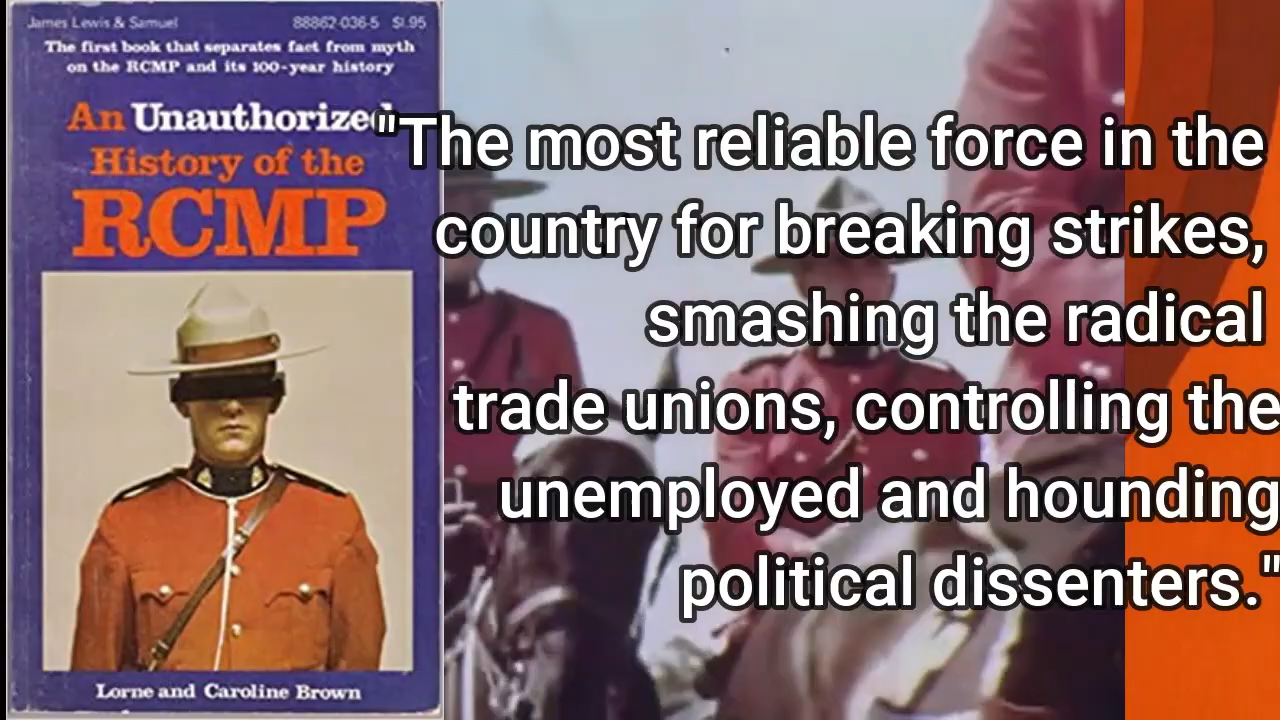 James Lewis & Samuel 88862-036-5 $1.95
The first book that separates fact from myth
on the RCMP and its 100-year history
An Unauthorized
History of the
RCMP
Lorne and Caroline Brown
"The most reliable force in the
country for breaking strikes,
smashing the radical
trade unions, controlling the
unemployed and hounding
political dissenters."